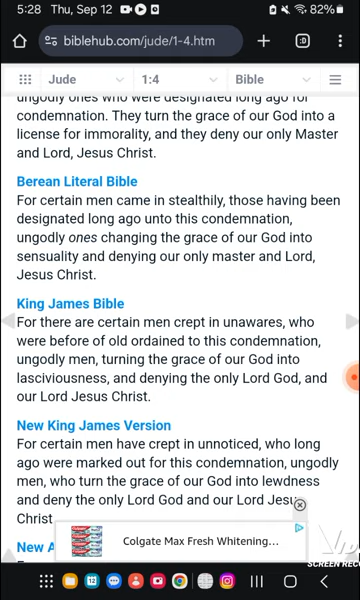 5:28 Thu, Sep 12 82%
biblehub.com/jude/1-4.htm :D
Jude 1:4 Bible
ungodly ones who were designated long ago for
condemnation. They turn the grace of our God into a
license for immorality, and they deny our only Master
and Lord, Jesus Christ.
Berean Literal Bible
For certain men came in stealthily, those having been
designated long ago unto this condemnation,
ungodly ones changing the grace of our God into
sensuality and denying our only master and Lord,
Jesus Christ.
King James Bible
For there are certain men crept in unawares, who
were before of old ordained to this condemnation,
ungodly men, turning the grace of our God into
lasciviousness, and denying the only Lord God, and
our Lord Jesus Christ.
New King James Version
For certain men have crept in unnoticed, who long
ago were marked out for this condemnation, ungodly
men, who turn the grace of our God into lewdness
and deny the only Lord God and our Lord Jesus
Christ
Colgate Max Fresh Whitening...
New A
SCREEN REC